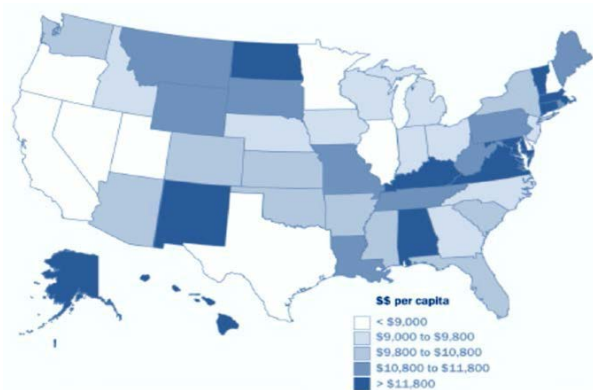 $$ per capita
< $9,000
$9,000 to $9,800
$9,800 to $10,800
$10,800 to $11,800
> $11,800